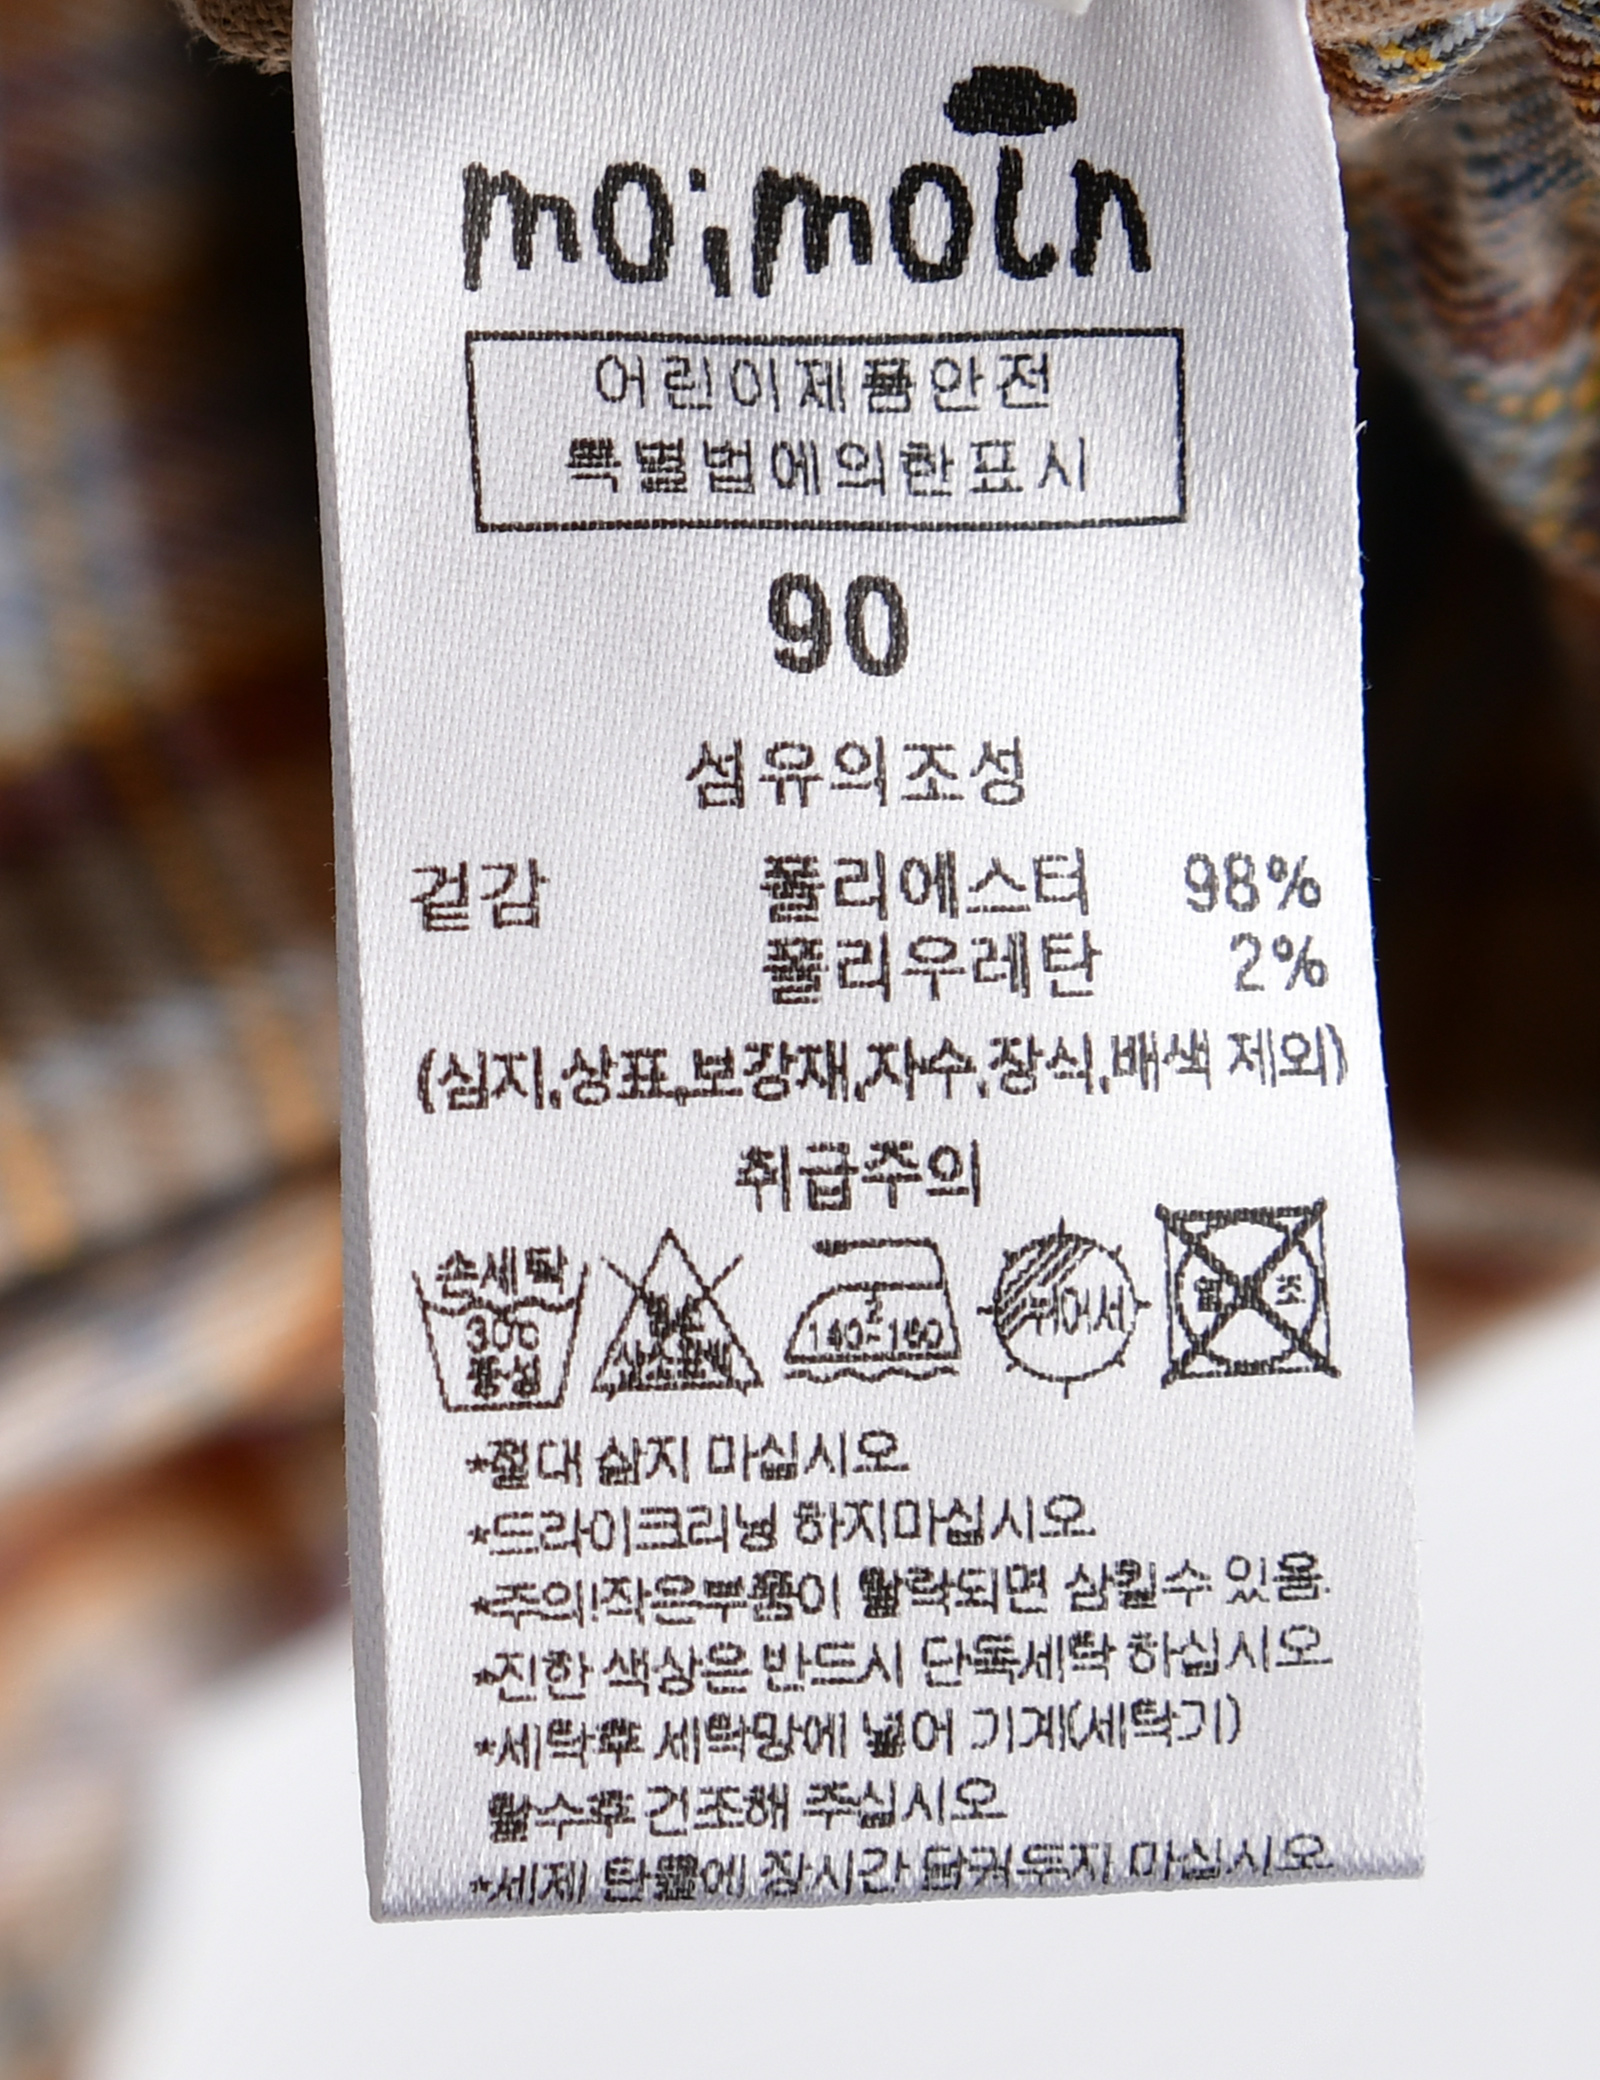 moimoln
어린이제품안전
특별법에의한표시
90
섬유의조성
겉감 폴리에스터 98%
폴리우레탄 2%
(심지,상표,보강재,자수,장식,배색 제외)
취급주의
손세탁
30℃
중성
염소
산소표백
2
140~160
뉘어서
*절대 삶지 마십시오
*드라이크리닝 하지마십시오
*주의!작은부품이 탈락되면 삼킬수 있음.
*진한 색상은 반드시 단독세탁 하십시오
*세탁후 세탁망에 넣어 기계(세탁기)
탈수후 건조해 주십시오
*세제 탄물에 장시간 담궈두지 마십시오